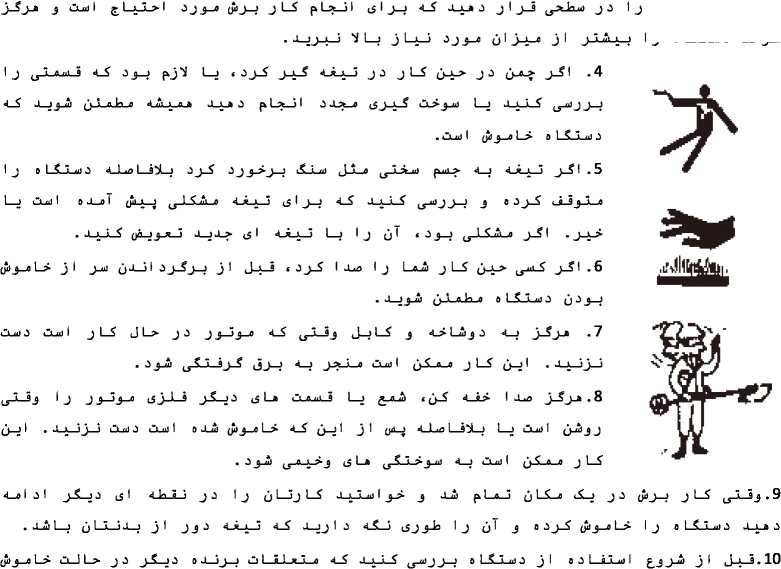 را در سطحی قرار دهید که برای انجام کار برش مورد احتیاج است و هرگز
را بیشتر از میزان مورد نیاز بالا نبرید.
4. اگر چمن در حین کار در تیغه گیر کرد، یا لازم بود که قسمتی را
بررسی کنید یا سوخت گیری مجدد انجام دهید همیشه مطمئن شوید که
دستگاه خاموش است.
5.اگر تیغه به جسم سختی مثل سنگ برخورد کرد بلافاصله دستگاه را
متوقف کرده و بررسی کنید که برای تیغه مشکلی پیش آمده است یا
خیر. اگر مشکلی بود، آن را با تیغه ای جدید تعویض کنید.
6.اگر کسی حین کار شما را صدا کرد، قبل از برگرداندن سر از خاموش
بودن دستگاه مطمئن شوید.
7. هرگز به دوشاخه و کابل وقتی که موتور در حال کار است دست
نزنید. این کار ممکن است منجر به برق گرفتگی شود.
8.هرگز صدا خفه کن، شمع یا قسمت های دیگر فلزی موتور را وقتی
روشن است یا بلافاصله پس از این که خاموش شده است دست نزنید. این
کار ممکن است به سوختگی های وخیمی شود.
9.وقتی کار برش در یک مکان تمام شد و خواستید کارتان را در نقطه ای دیگر ادامه
دهید دستگاه را خاموش کرده و آن را طوری نگه دارید که تیغه دور از بدنتان باشد.
10.قبل از شروع استفاده از دستگاه بررسی کنید که متعلقات برنده دیگر در حالت خاموش